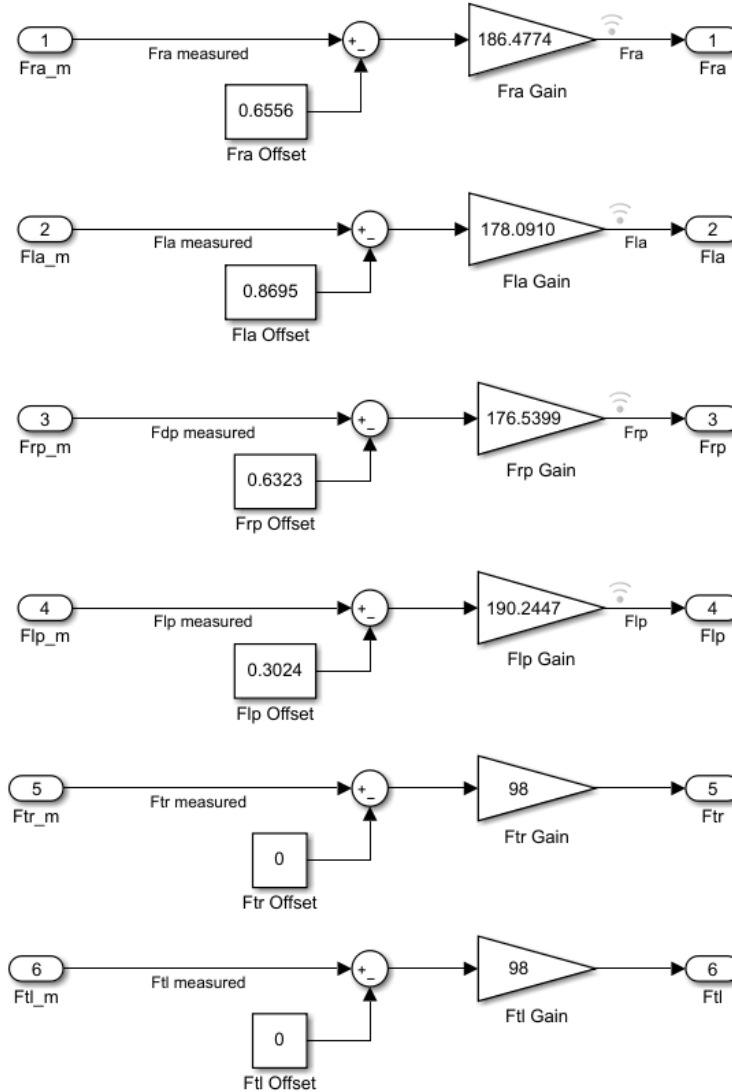 1
Fra_m
Fra measured
+
−
0.6556
Fra Offset
186.4774
Fra Gain
Fra
1
Fra
2
Fla_m
Fla measured
+
−
0.8695
Fla Offset
178.0910
Fla Gain
Fla
2
Fla
3
Frp_m
Fdp measured
+
−
0.6323
Frp Offset
176.5399
Frp Gain
Frp
3
Frp
4
Flp_m
Flp measured
+
−
0.3024
Flp Offset
190.2447
Flp Gain
Flp
4
Flp
5
Ftr_m
Ftr measured
+
−
0
Ftr Offset
98
Ftr Gain
5
Ftr
6
Ftl_m
Ftl measured
+
−
0
Ftl Offset
98
Ftl Gain
6
Ftl